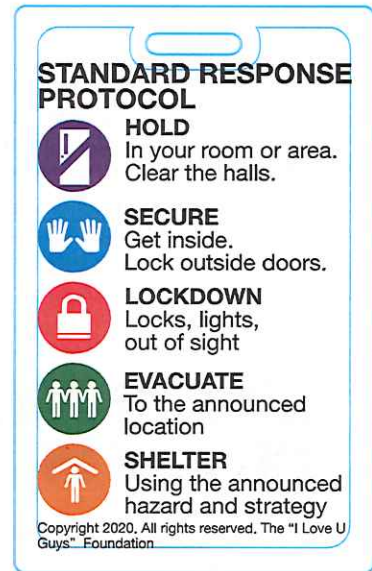 STANDARD RESPONSE
PROTOCOL
HOLD
In your room or area.
Clear the halls.
SECURE
Get inside.
Lock outside doors.
LOCKDOWN
Locks, lights,
out of sight
EVACUATE
To the announced
location
SHELTER
Using the announced
hazard and strategy
Copyright 2020. All rights reserved. The "I Love U
Guys" Foundation